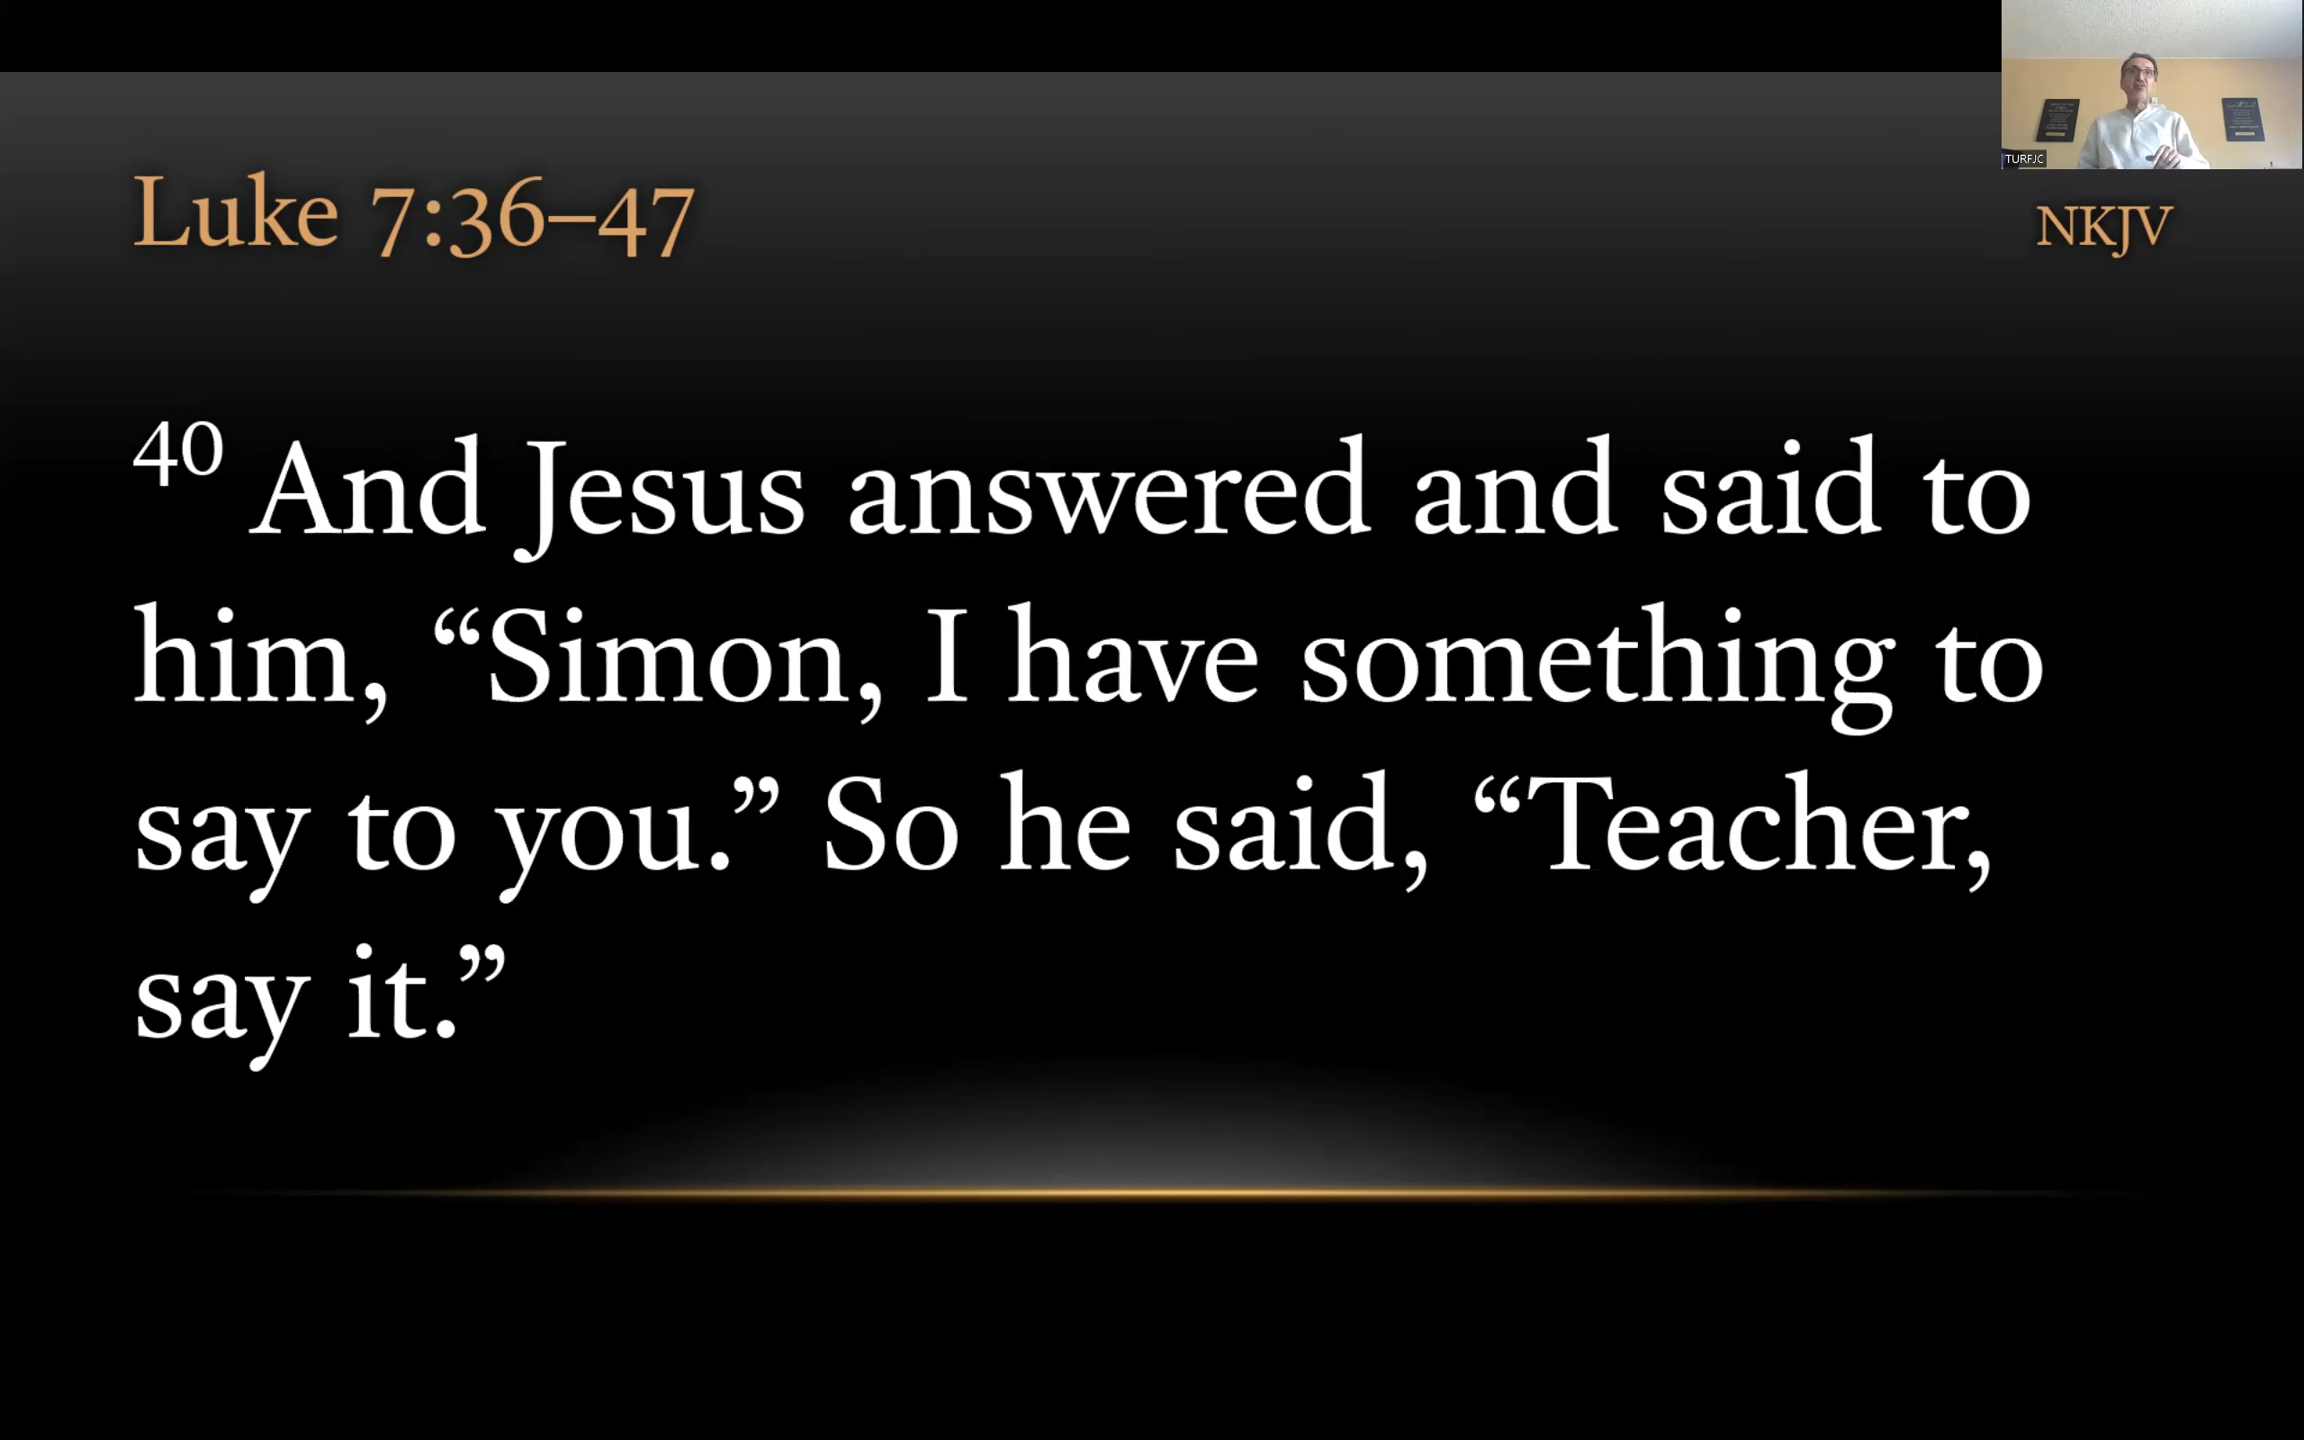 TURFJC
Luke 7:36–47
NKJV
40 And Jesus answered and said to
him, “Simon, I have something to
say to you.” So he said, “Teacher,
say it.”